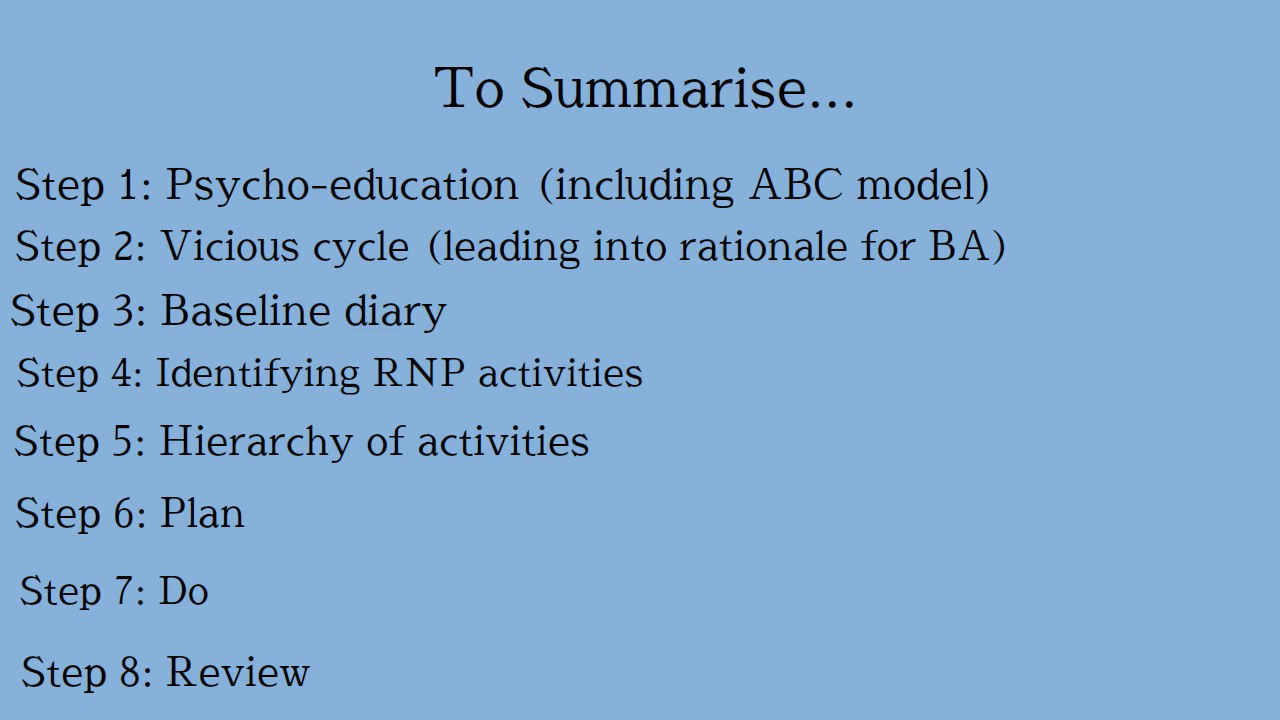 To Summarise...
Step 1: Psycho-education (including ABC model)
Step 2: Vicious cycle (leading into rationale for BA)
Step 3: Baseline diary
Step 4: Identifying RNP activities
Step 5: Hierarchy of activities
Step 6: Plan
Step 7: Do
Step 8: Review